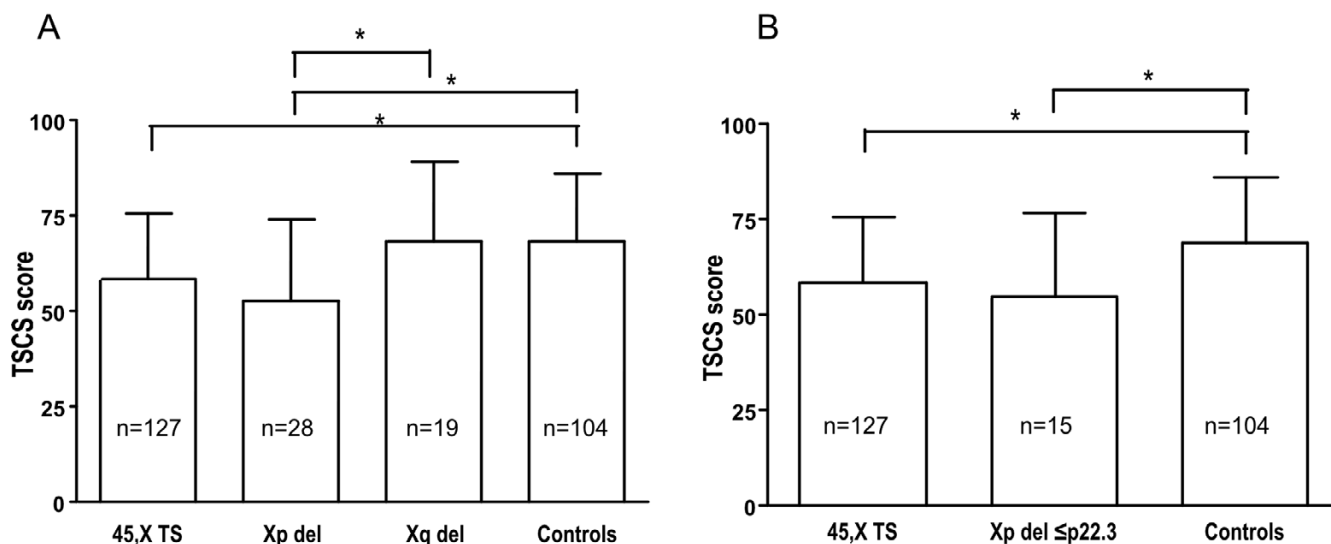 A
*
*
*
100
75
50
25
0
TSCS score
n=127
n=28
n=19
n=104
45,X TS
Xp del
Xq del
Controls
B
*
*
100
75
50
25
0
TSCS score
n=127
n=15
n=104
45,X TS
Xp del ≤p22.3
Controls